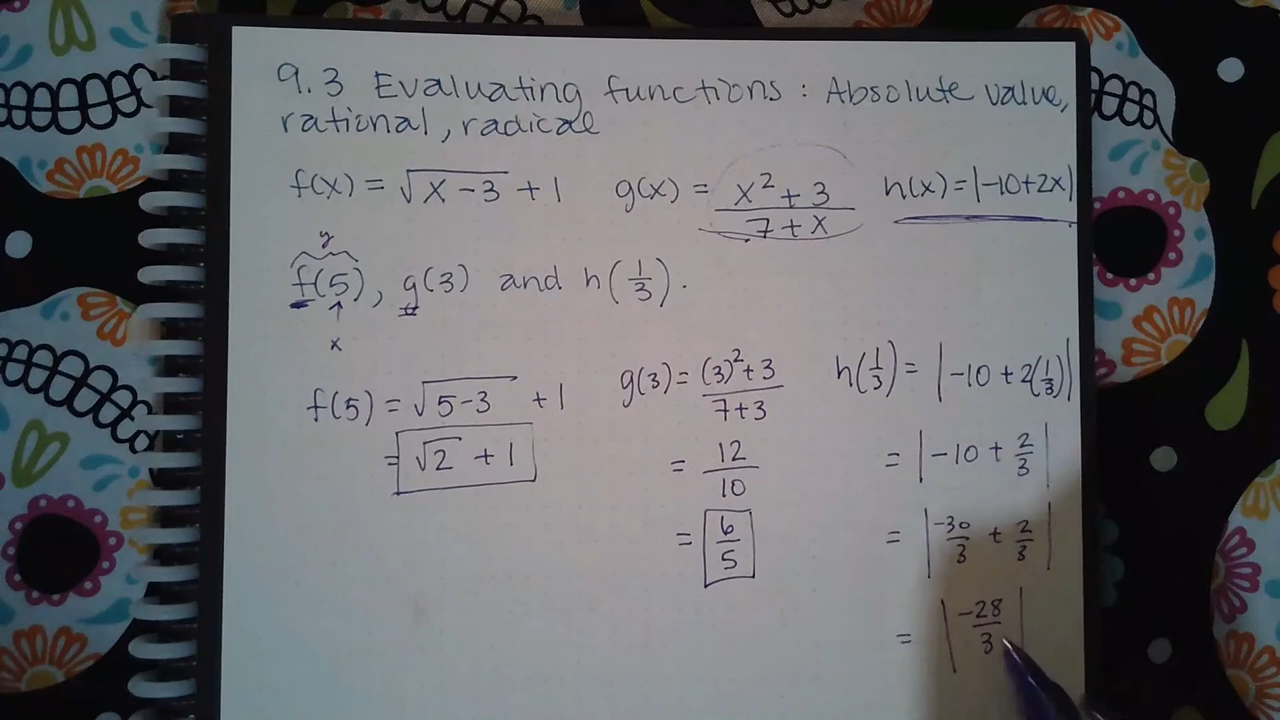 9.3 Evaluating functions: Absolute value,
rational, radical
f(x) = √(x-3) + 1
g(x) = (x² + 3)/(7 + x)
h(x) = |-10+2x|
y
f(5), g(3) and h(1/3).
x
f(5) = √(5-3) + 1
= √2 + 1
g(3) = ((3)² + 3)/(7+3)
= 12/10
= 6/5
h(1/3) = |-10 + 2(1/3)|
= |-10 + 2/3|
= |-30/3 + 2/3|
= |-28/3|